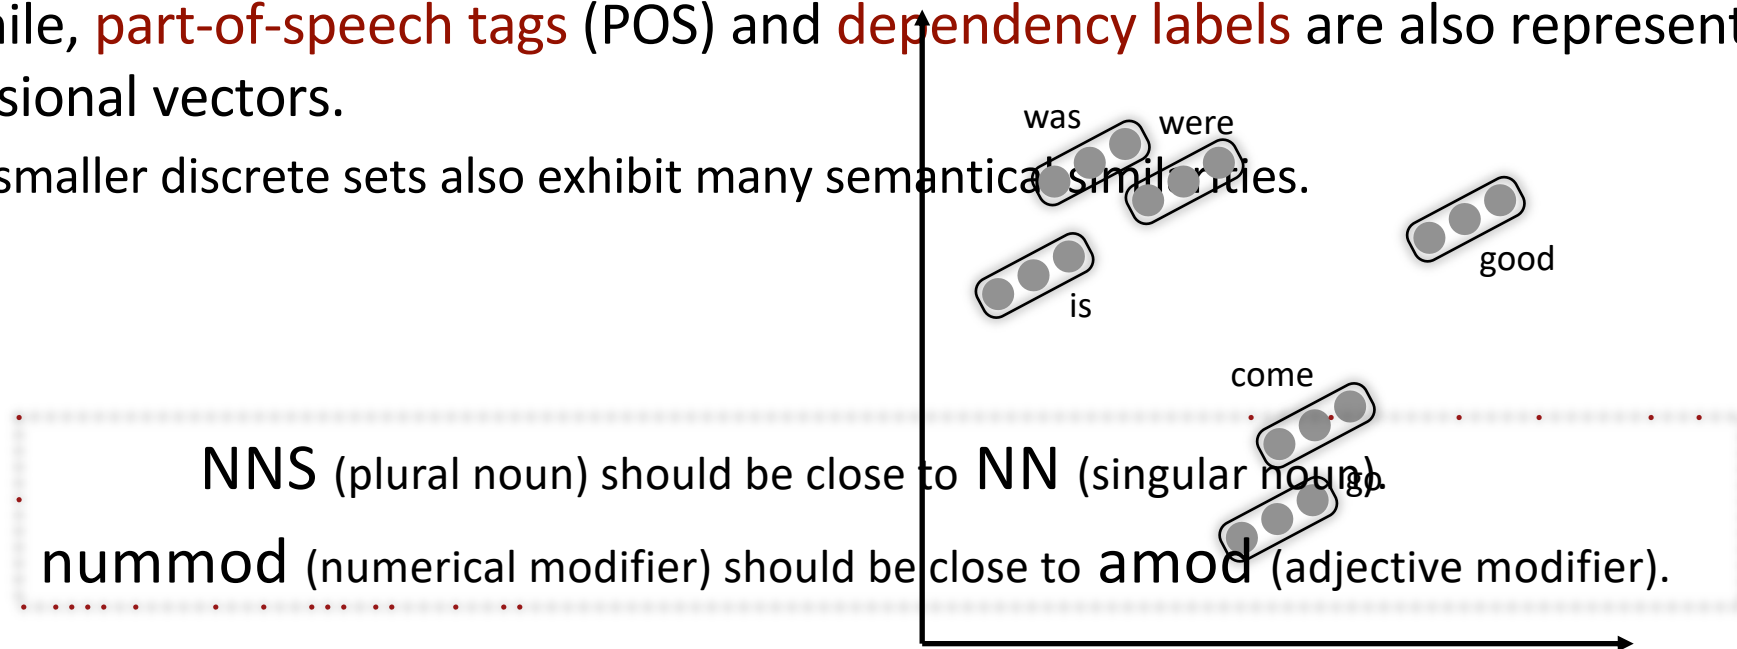 ile, part-of-speech tags (POS) and dependency labels are also represent
sional vectors.
was were
smaller discrete sets also exhibit many semantical similarities.
good
is
come
NNS (plural noun) should be close to NN (singular noun).
go
nummod (numerical modifier) should be close to amod (adjective modifier).